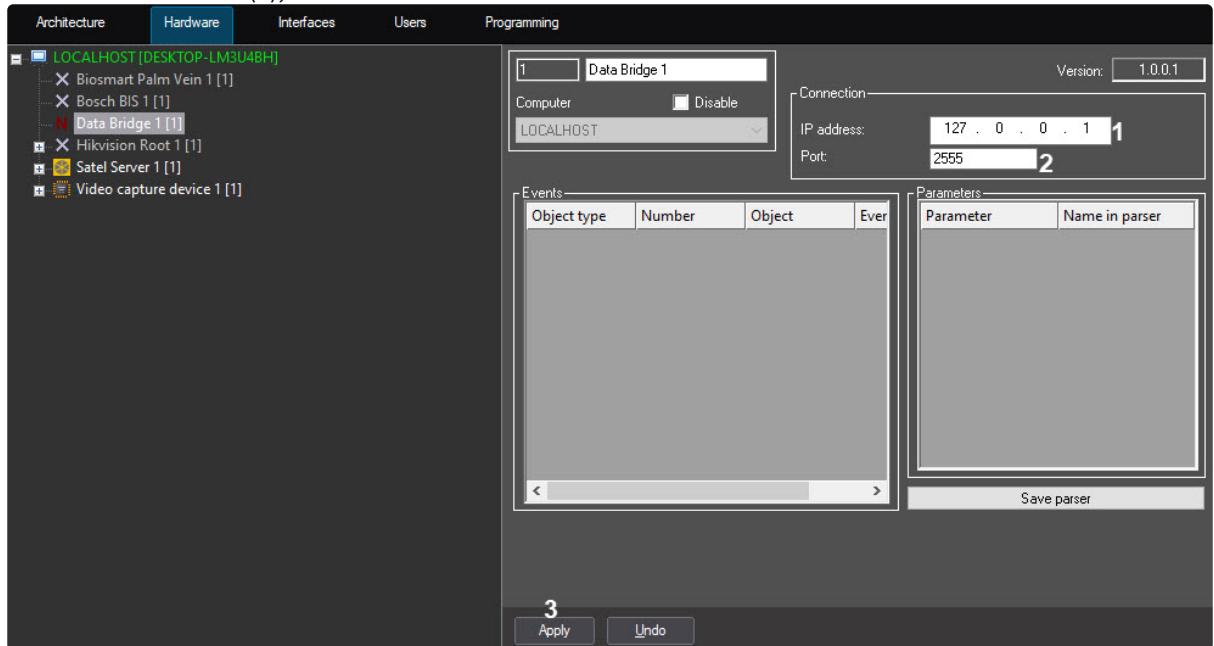 Architecture Hardware Interfaces Users Programming
LOCALHOST [DESKTOP-LM3U4BH]
Biosmart Palm Vein 1 [1]
Bosch BIS 1 [1]
N Data Bridge 1 [1]
Hikvision Root 1 [1]
Satel Server 1 [1]
Video capture device 1 [1]
1 Data Bridge 1
Computer Disable
LOCALHOST
Version: 1.0.0.1
Connection
IP address: 127 . 0 . 0 . 1 1
Port: 2555 2
Events
Object type Number Object Ever
Parameters
Parameter Name in parser
Save parser
3
Apply Undo